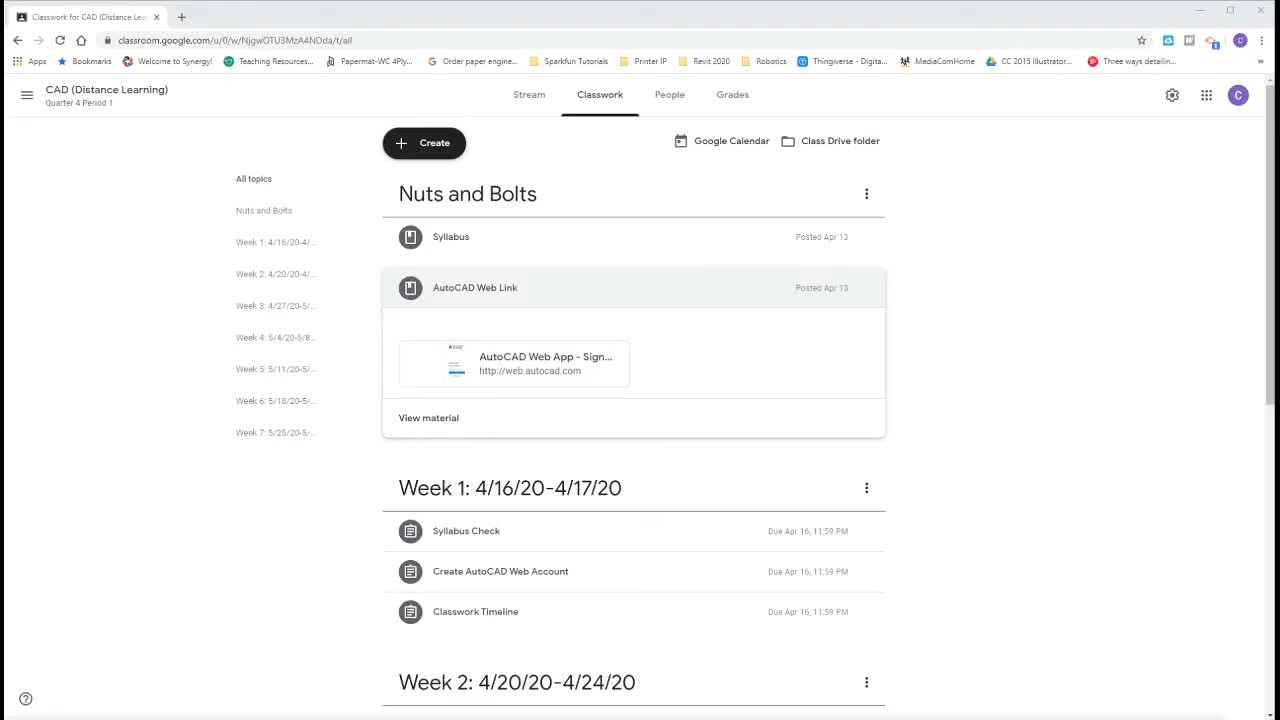 Classwork for CAD (Distance Lea
classroom.google.com/u/0/w/NjgwOTU3MzA4NDda/t/all
Apps Bookmarks Welcome to Synergy! Teaching Resources... Papermat-WC 4Ply... Order paper engine... Sparkfun Tutorials Printer IP Revit 2020 Robotics Thingiverse - Digita... MediaComHome CC 2015 Illustrator... Three ways detailin... »
CAD (Distance Learning)
Quarter 4 Period 1
Stream Classwork People Grades
C
+ Create
Google Calendar Class Drive folder
All topics
Nuts and Bolts
Week 1: 4/16/20-4/...
Week 2: 4/20/20-4/...
Week 3: 4/27/20-5/...
Week 4: 5/4/20-5/8...
Week 5: 5/11/20-5/...
Week 6: 5/18/20-5/...
Week 7: 5/25/20-5/...
Nuts and Bolts
Syllabus Posted Apr 13
AutoCAD Web Link Posted Apr 13
AutoCAD Web App - Sign...
http://web.autocad.com
View material
Week 1: 4/16/20-4/17/20
Syllabus Check Due Apr 16, 11:59 PM
Create AutoCAD Web Account Due Apr 16, 11:59 PM
Classwork Timeline Due Apr 16, 11:59 PM
Week 2: 4/20/20-4/24/20